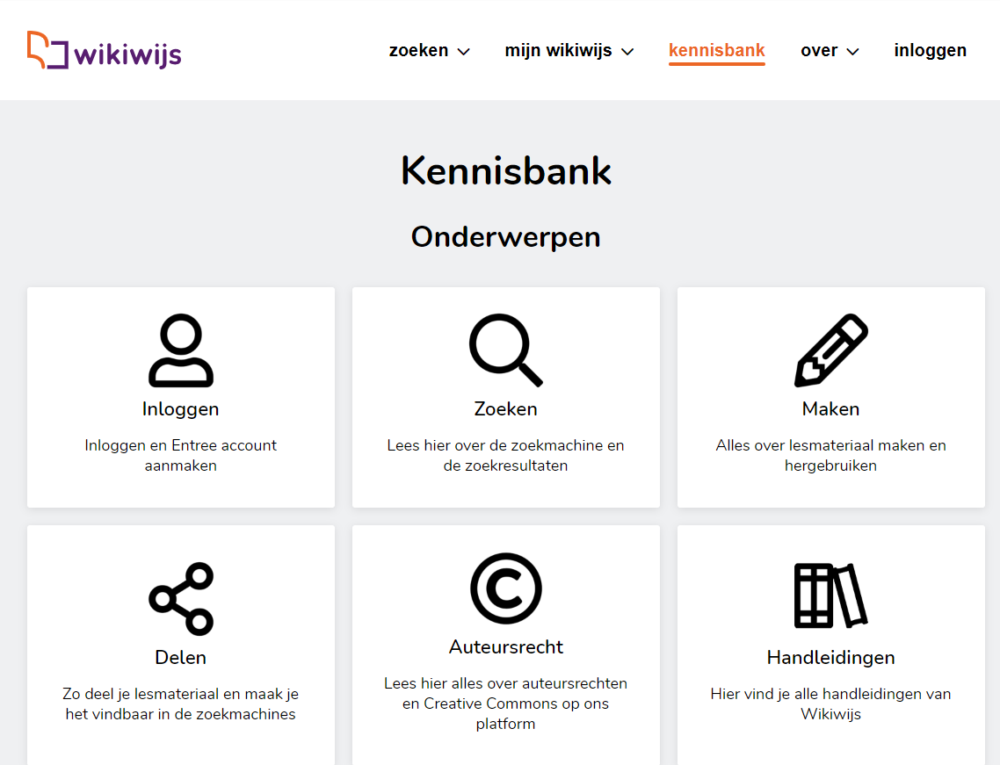 wikiwijs
zoeken
mijn wikiwijs
kennisbank
over
inloggen
Kennisbank
Onderwerpen
Inloggen
Inloggen en Entree account
aanmaken
Zoeken
Lees hier over de zoekmachine en
de zoekresultaten
Maken
Alles over lesmateriaal maken en
hergebruiken
Delen
Zo deel je lesmateriaal en maak je
het vindbaar in de zoekmachines
Auteursrecht
Lees hier alles over auteursrechten
en Creative Commons op ons
platform
Handleidingen
Hier vind je alle handleidingen van
Wikiwijs